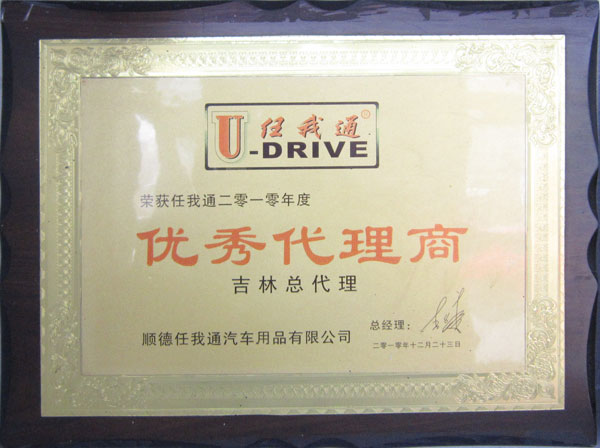 任我通®
U-DRIVE
荣获任我通二零一零年度
优秀代理商
吉林总代理
顺德任我通汽车用品有限公司
总经理：
二零一零年十二月二十三日